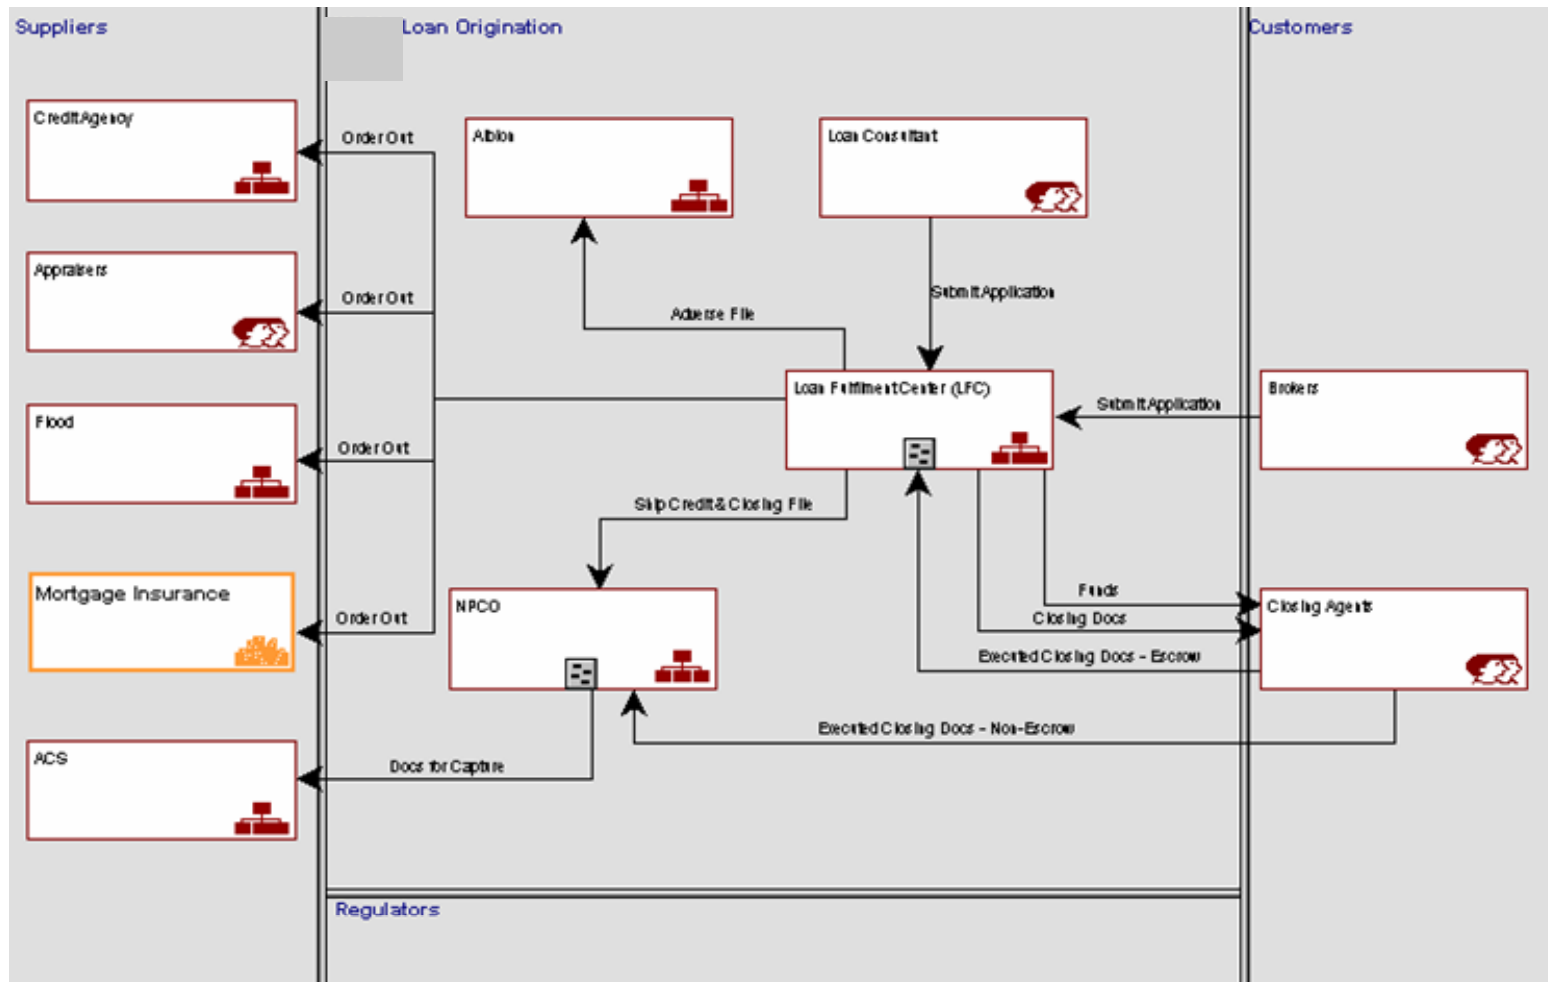 Suppliers
Loan Origination
Customers
Credit Agency
Order Out
Albion
Loan Consultant
Appraisers
Order Out
Submit Application
Adverse File
Loan Fulfilment Center (LFC)
Brokers
Submit Application
Flood
Order Out
Ship Credit & Closing File
Mortgage Insurance
Order Out
NPCO
Funds
Closing Docs
Closing Agents
Executed Closing Docs - Escrow
Executed Closing Docs - Non-Escrow
ACS
Docs for Capture
Regulators